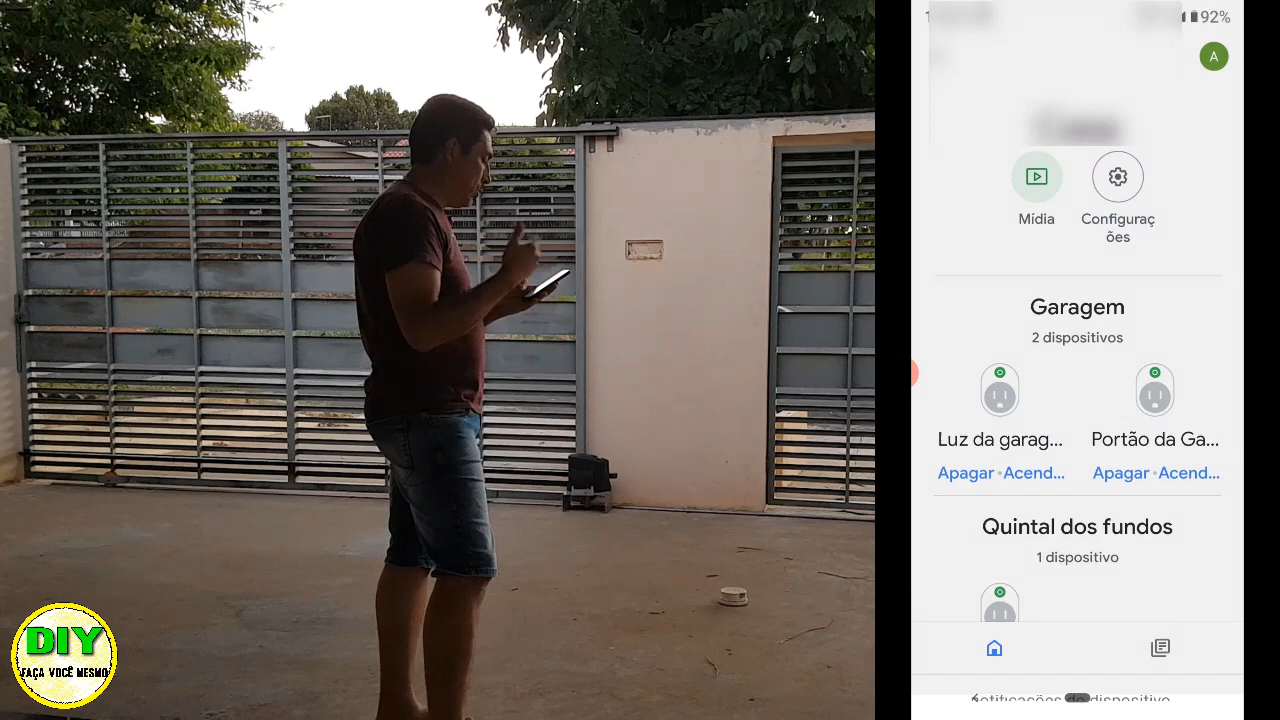 92%
A
Mídia
Configuraç
ões
Garagem
2 dispositivos
Luz da garag...
Portão da Ga...
Apagar • Acend...
Apagar • Acend...
Quintal dos fundos
1 dispositivo
DIY
FAÇA VOCÊ MESMO